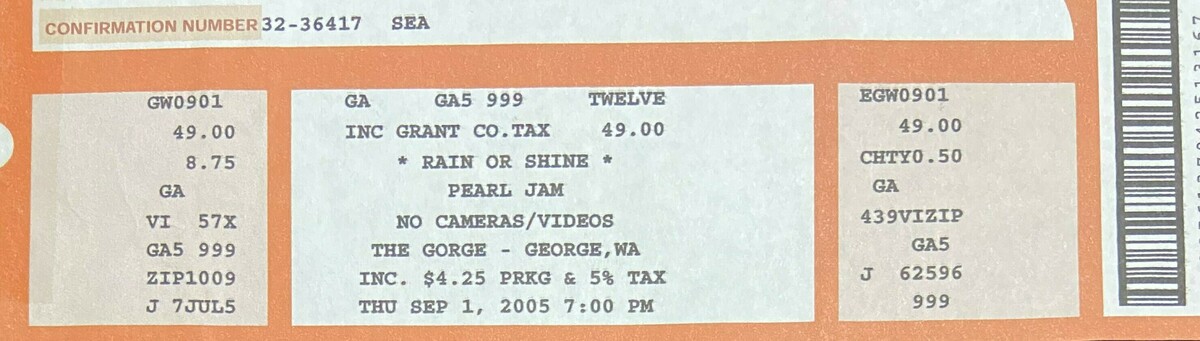 CONFIRMATION NUMBER 32-36417 SEA
GW0901
49.00
8.75
GA
VI 57X
GA5 999
ZIP1009
J 7JUL5
GA GA5 999 TWELVE
INC GRANT CO.TAX 49.00
* RAIN OR SHINE *
PEARL JAM
NO CAMERAS/VIDEOS
THE GORGE - GEORGE,WA
INC. $4.25 PRKG & 5% TAX
THU SEP 1, 2005 7:00 PM
EGW0901
49.00
CHTY0.50
GA
439VIZIP
GA5
J 62596
999